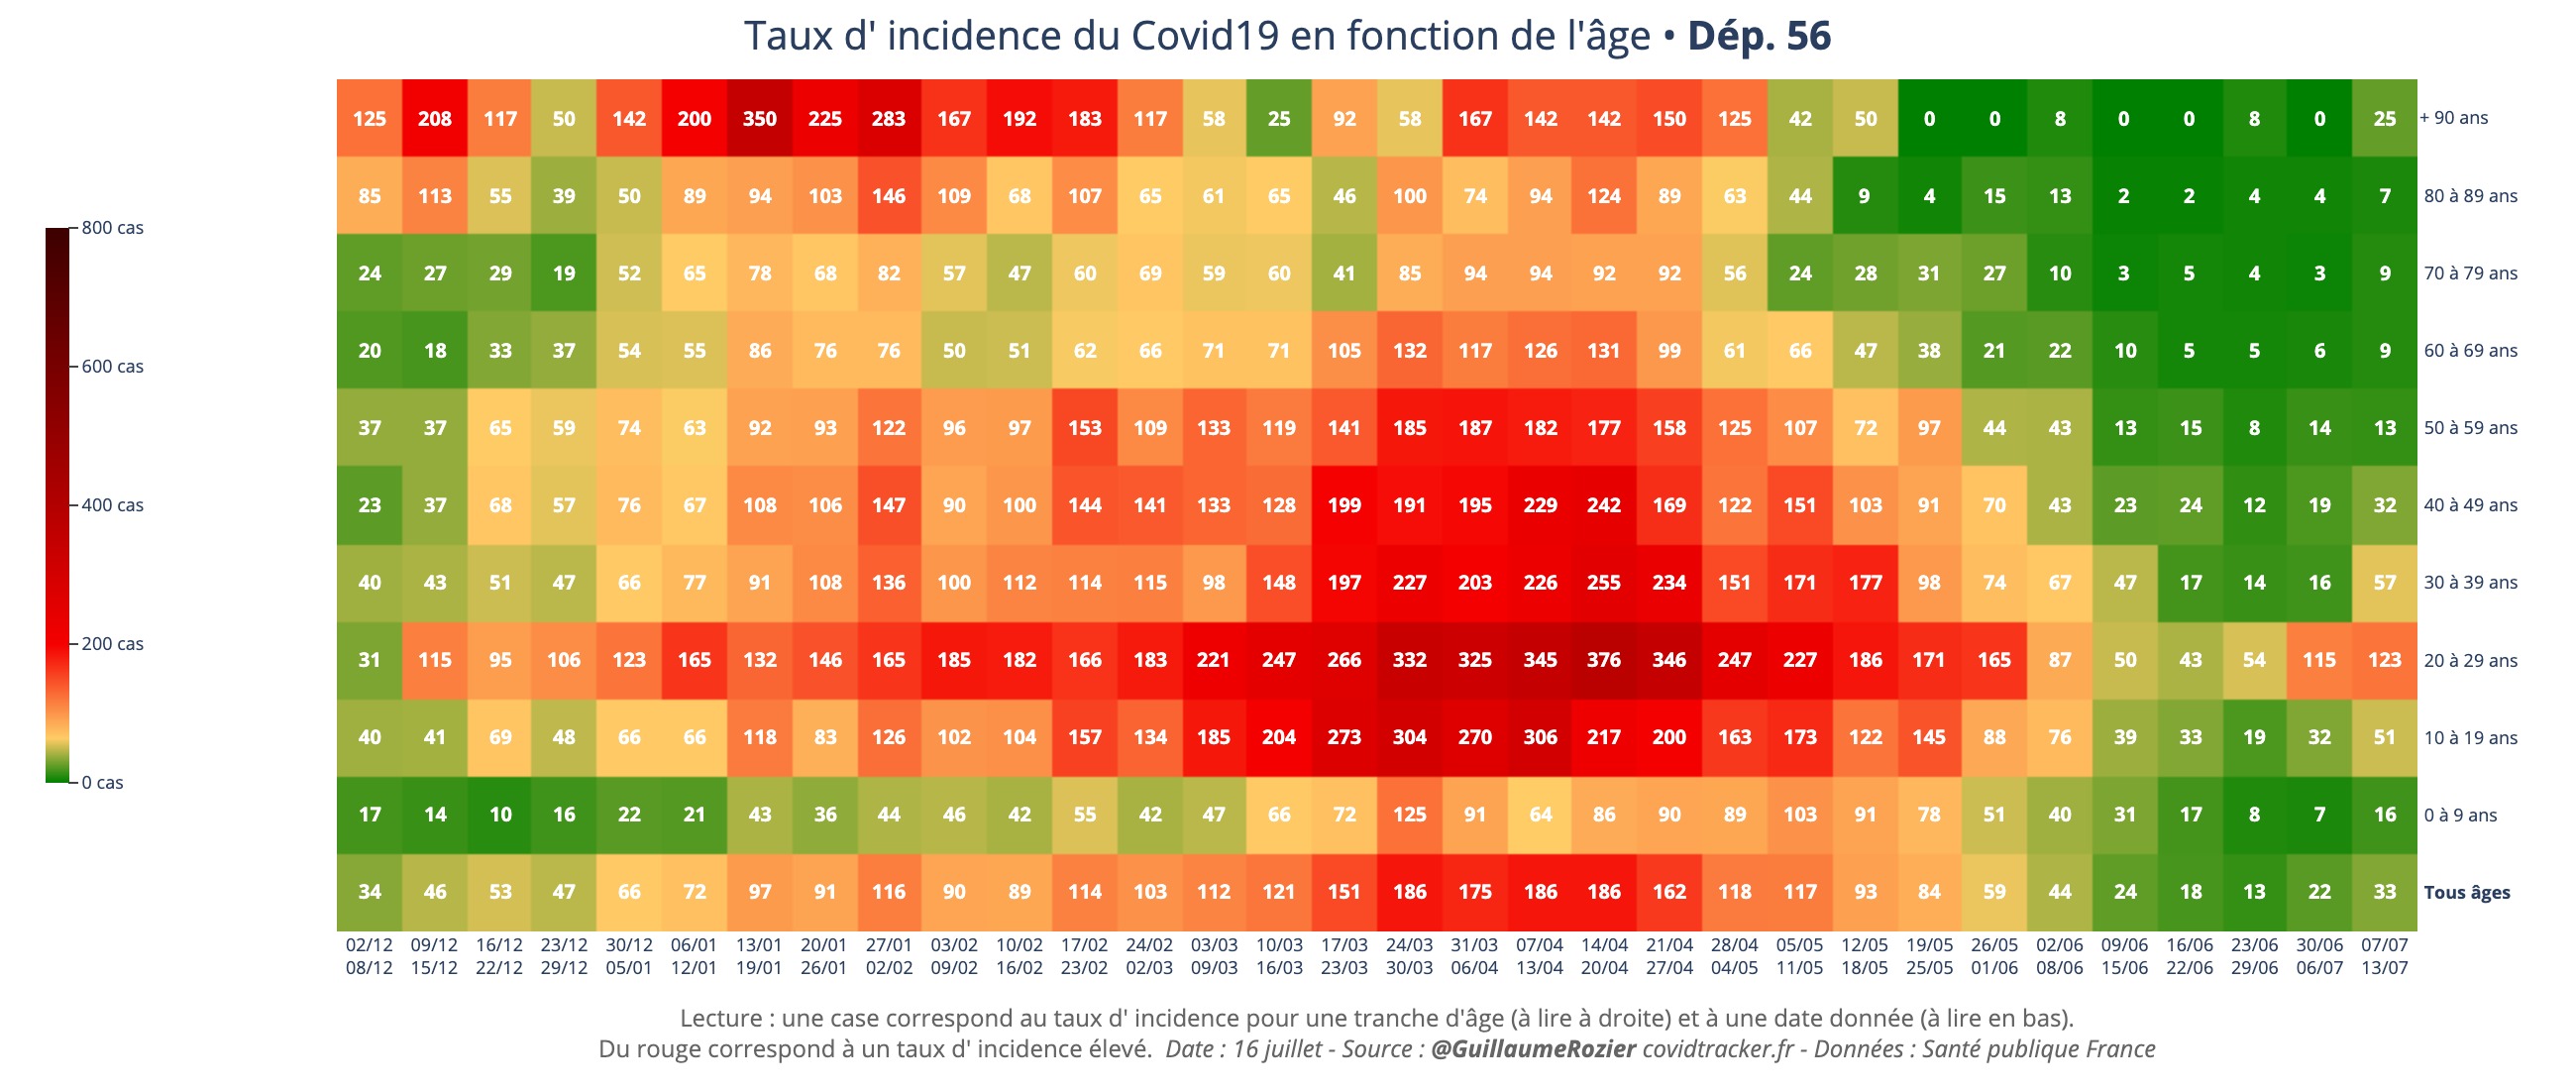 Taux d' incidence du Covid19 en fonction de l'âge • Dép. 56
800 cas
600 cas
400 cas
200 cas
0 cas
125 208 117 50 142 200 350 225 283 167 192 183 117 58 25 92 58 167 142 142 150 125 42 50 0 0 8 0 0 8 0 25 + 90 ans
85 113 55 39 50 89 94 103 146 109 68 107 65 61 65 46 100 74 94 124 89 63 44 9 4 15 13 2 2 4 4 7 80 à 89 ans
24 27 29 19 52 65 78 68 82 57 47 60 69 59 60 41 85 94 94 92 92 56 24 28 31 27 10 3 5 4 3 9 70 à 79 ans
20 18 33 37 54 55 86 76 76 50 51 62 66 71 71 105 132 117 126 131 99 61 66 47 38 21 22 10 5 5 6 9 60 à 69 ans
37 37 65 59 74 63 92 93 122 96 97 153 109 133 119 141 185 187 182 177 158 125 107 72 97 44 43 13 15 8 14 13 50 à 59 ans
23 37 68 57 76 67 108 106 147 90 100 144 141 133 128 199 191 195 229 242 169 122 151 103 91 70 43 23 24 12 19 32 40 à 49 ans
40 43 51 47 66 77 91 108 136 100 112 114 115 98 148 197 227 203 226 255 234 151 171 177 98 74 67 47 17 14 16 57 30 à 39 ans
31 115 95 106 123 165 132 146 165 185 182 166 183 221 247 266 332 325 345 376 346 247 227 186 171 165 87 50 43 54 115 123 20 à 29 ans
40 41 69 48 66 66 118 83 126 102 104 157 134 185 204 273 304 270 306 217 200 163 173 122 145 88 76 39 33 19 32 51 10 à 19 ans
17 14 10 16 22 21 43 36 44 46 42 55 42 47 66 72 125 91 64 86 90 89 103 91 78 51 40 31 17 8 7 16 0 à 9 ans
34 46 53 47 66 72 97 91 116 90 89 114 103 112 121 151 186 175 186 186 162 118 117 93 84 59 44 24 18 13 22 33 Tous âges
02/12 09/12 16/12 23/12 30/12 06/01 13/01 20/01 27/01 03/02 10/02 17/02 24/02 03/03 10/03 17/03 24/03 31/03 07/04 14/04 21/04 28/04 05/05 12/05 19/05 26/05 02/06 09/06 16/06 23/06 30/06 07/07
08/12 15/12 22/12 29/12 05/01 12/01 19/01 26/01 02/02 09/02 16/02 23/02 02/03 09/03 16/03 23/03 30/03 06/04 13/04 20/04 27/04 04/05 11/05 18/05 25/05 01/06 08/06 15/06 22/06 29/06 06/07 13/07
Lecture : une case correspond au taux d' incidence pour une tranche d'âge (à lire à droite) et à une date donnée (à lire en bas).
Du rouge correspond à un taux d' incidence élevé. Date : 16 juillet - Source : @GuillaumeRozier covidtracker.fr - Données : Santé publique France